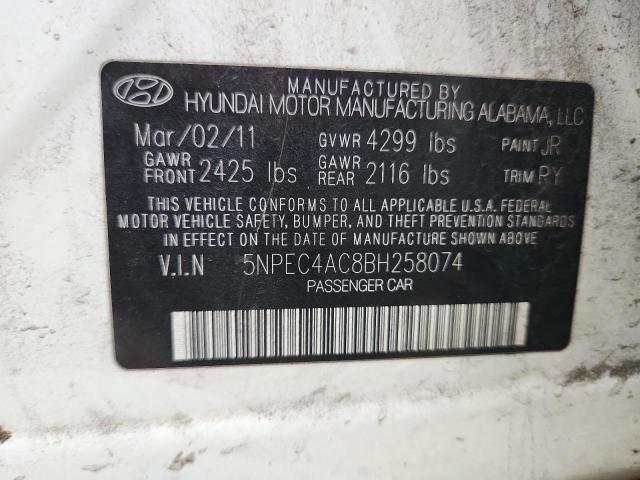 MANUFACTURED BY
HYUNDAI MOTOR MANUFACTURING ALABAMA, LLC
Mar/02/11 GVWR 4299 lbs PAINT JR
GAWR FRONT 2425 lbs GAWR REAR 2116 lbs TRIM RY
THIS VEHICLE CONFORMS TO ALL APPLICABLE U.S.A. FEDERAL
MOTOR VEHICLE SAFETY, BUMPER, AND THEFT PREVENTION STANDARDS
IN EFFECT ON THE DATE OF MANUFACTURE SHOWN ABOVE.
V.I.N 5NPEC4AC8BH258074
PASSENGER CAR